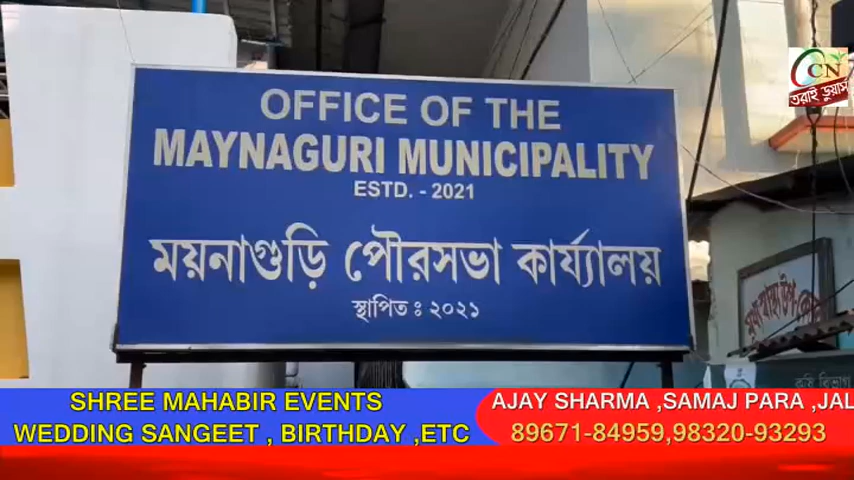 CN
তরাই ডুয়ার্স
OFFICE OF THE
MAYNAGURI MUNICIPALITY
ESTD. - 2021
ময়নাগুড়ি পৌরসভা কার্য্যালয়
স্থাপিত : ২০২১
কৃষি বিভাগ
SHREE MAHABIR EVENTS
WEDDING SANGEET , BIRTHDAY ,ETC
AJAY SHARMA ,SAMAJ PARA ,JAL
89671-84959,98320-93293